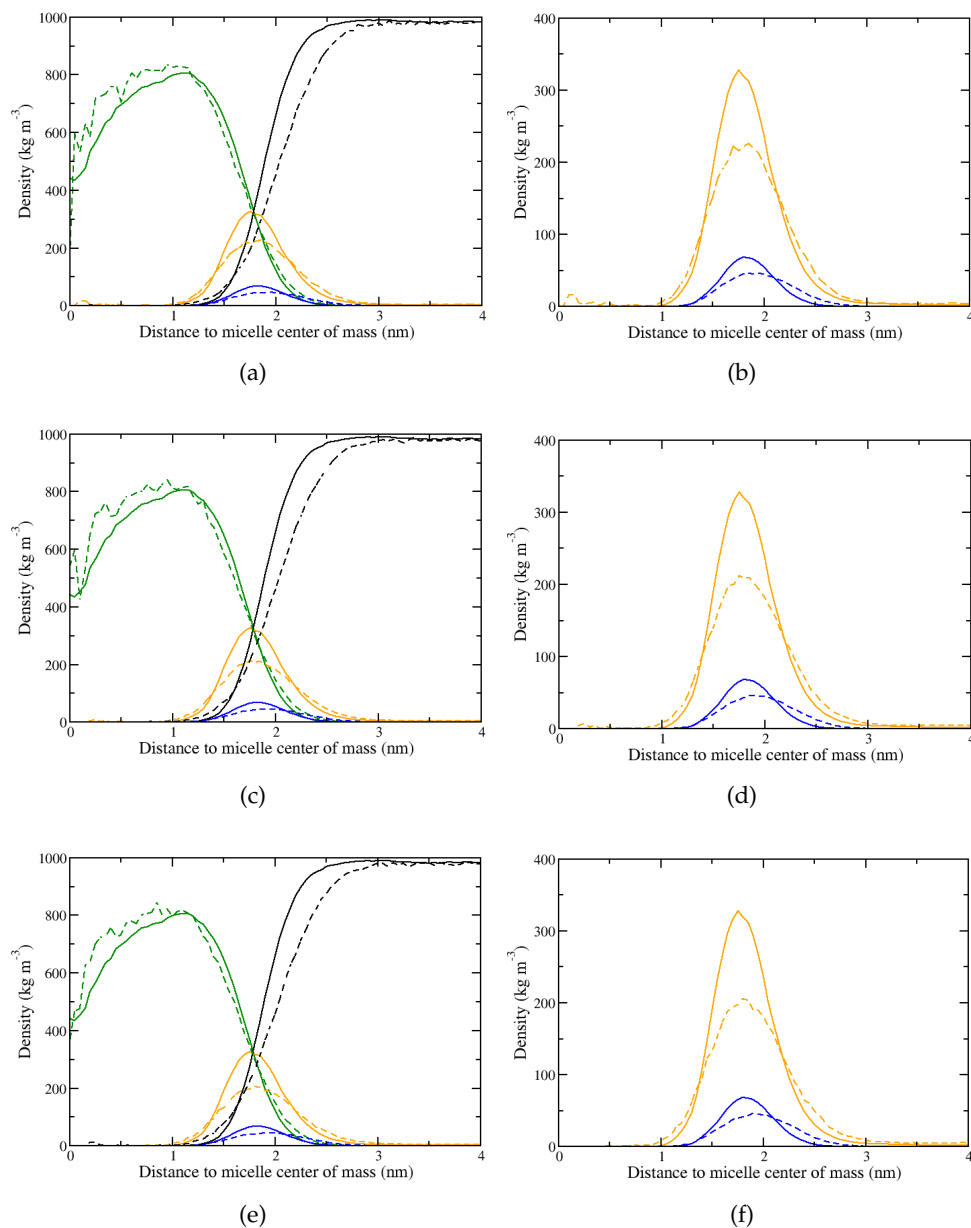 1000
800
600
400
200
0
Density (kg m⁻³)
0 1 2 3 4
Distance to micelle center of mass (nm)
(a)
400
300
200
100
0
Density (kg m⁻³)
0 1 2 3 4
Distance to micelle center of mass (nm)
(b)
1000
800
600
400
200
0
Density (kg m⁻³)
0 1 2 3 4
Distance to micelle center of mass (nm)
(c)
400
300
200
100
0
Density (kg m⁻³)
0 1 2 3 4
Distance to micelle center of mass (nm)
(d)
1000
800
600
400
200
0
Density (kg m⁻³)
0 1 2 3 4
Distance to micelle center of mass (nm)
(e)
400
300
200
100
0
Density (kg m⁻³)
0 1 2 3 4
Distance to micelle center of mass (nm)
(f)